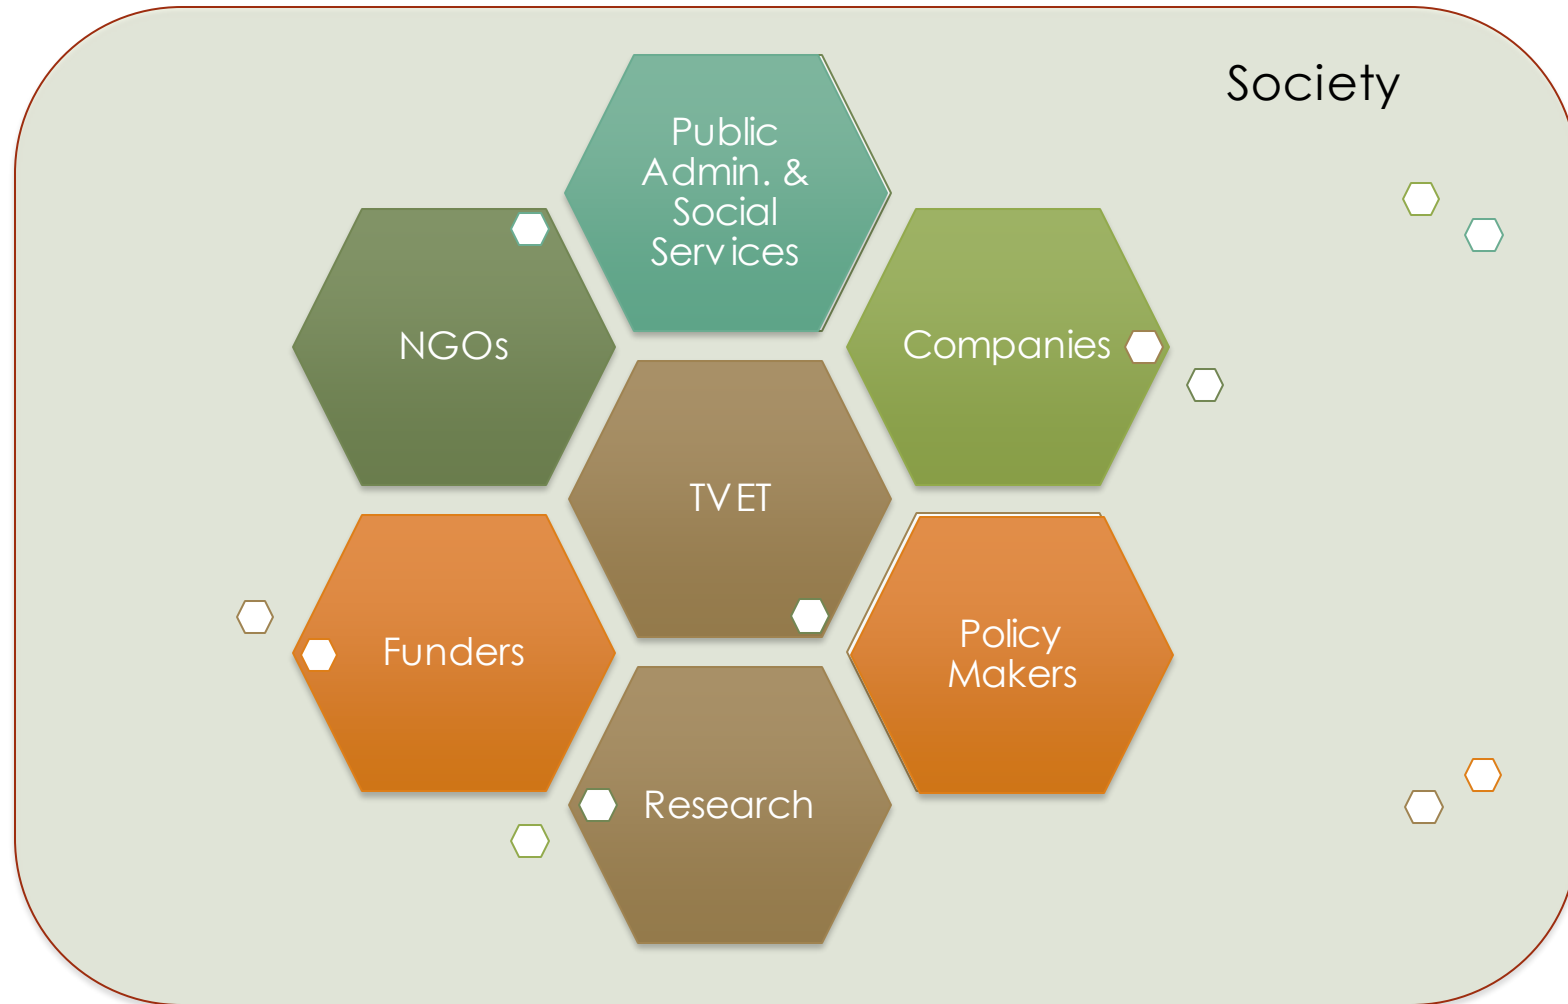 Society
Public
Admin. &
Social
Services
NGOs
Companies
TVET
Funders
Policy
Makers
Research